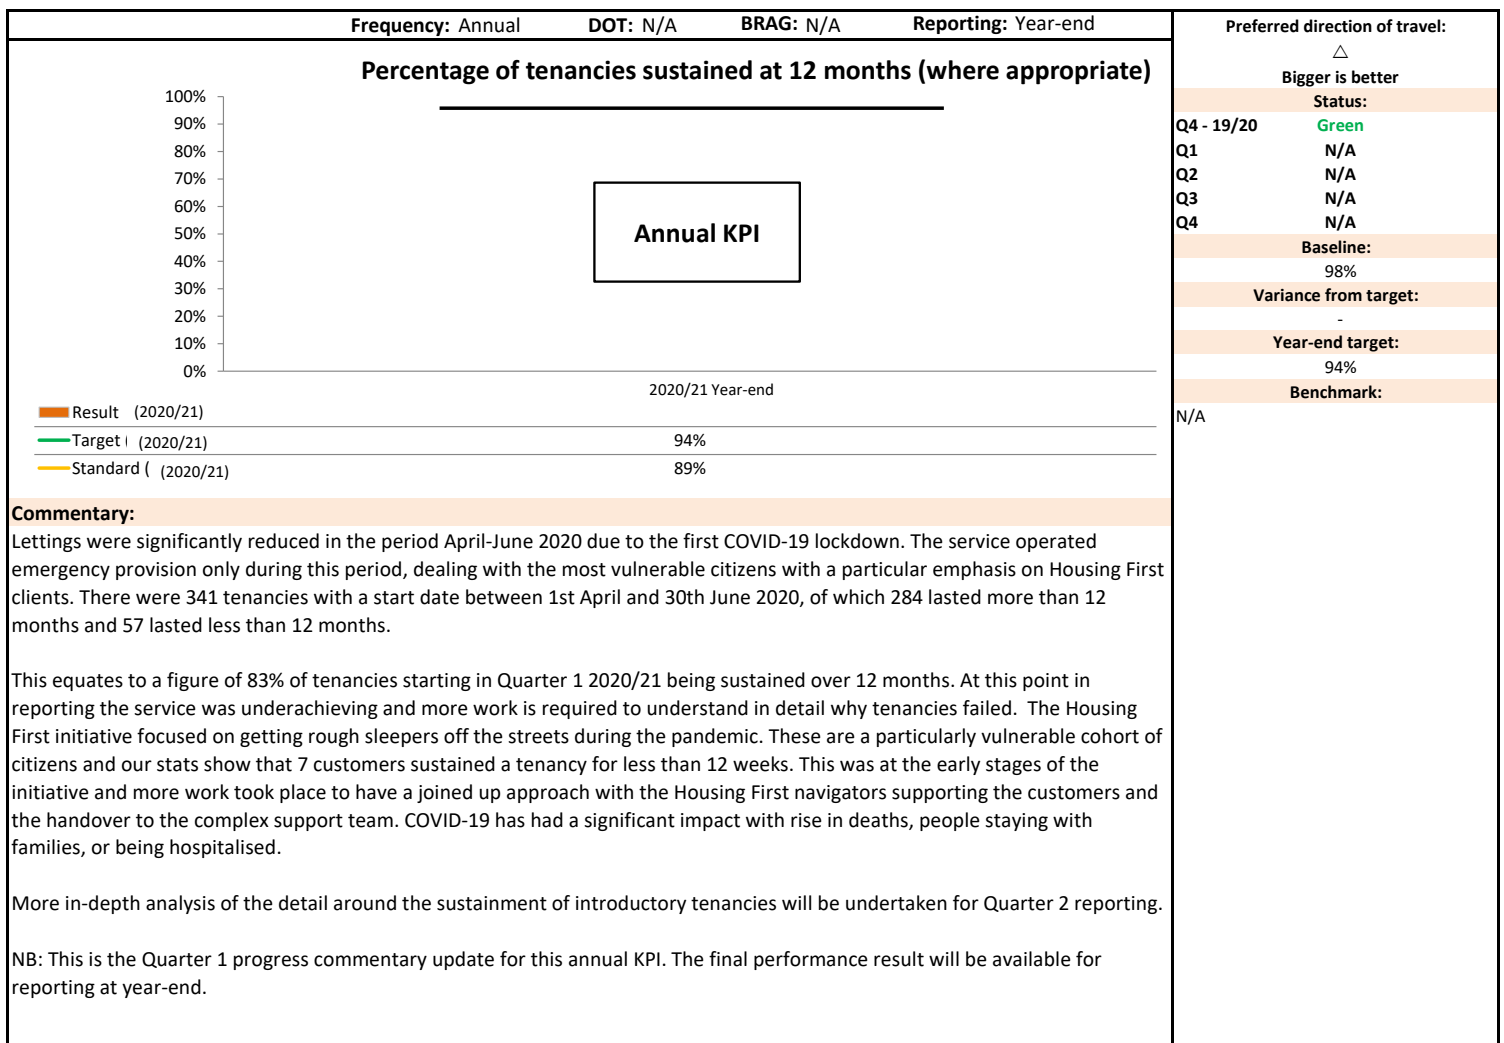 Frequency: Annual DOT: N/A BRAG: N/A Reporting: Year-end
Percentage of tenancies sustained at 12 months (where appropriate)
100%
90%
80%
70%
60%
50%
40%
30%
20%
10%
0%
Annual KPI
2020/21 Year-end
Result (2020/21)
Target ( (2020/21) 94%
Standard ( (2020/21) 89%
Preferred direction of travel:
△
Bigger is better
Status:
Q4 - 19/20 Green
Q1 N/A
Q2 N/A
Q3 N/A
Q4 N/A
Baseline:
98%
Variance from target:
-
Year-end target:
94%
Benchmark:
N/A
Commentary:
Lettings were significantly reduced in the period April-June 2020 due to the first COVID-19 lockdown. The service operated
emergency provision only during this period, dealing with the most vulnerable citizens with a particular emphasis on Housing First
clients. There were 341 tenancies with a start date between 1st April and 30th June 2020, of which 284 lasted more than 12
months and 57 lasted less than 12 months.
This equates to a figure of 83% of tenancies starting in Quarter 1 2020/21 being sustained over 12 months. At this point in
reporting the service was underachieving and more work is required to understand in detail why tenancies failed. The Housing
First initiative focused on getting rough sleepers off the streets during the pandemic. These are a particularly vulnerable cohort of
citizens and our stats show that 7 customers sustained a tenancy for less than 12 weeks. This was at the early stages of the
initiative and more work took place to have a joined up approach with the Housing First navigators supporting the customers and
the handover to the complex support team. COVID-19 has had a significant impact with rise in deaths, people staying with
families, or being hospitalised.
More in-depth analysis of the detail around the sustainment of introductory tenancies will be undertaken for Quarter 2 reporting.
NB: This is the Quarter 1 progress commentary update for this annual KPI. The final performance result will be available for
reporting at year-end.